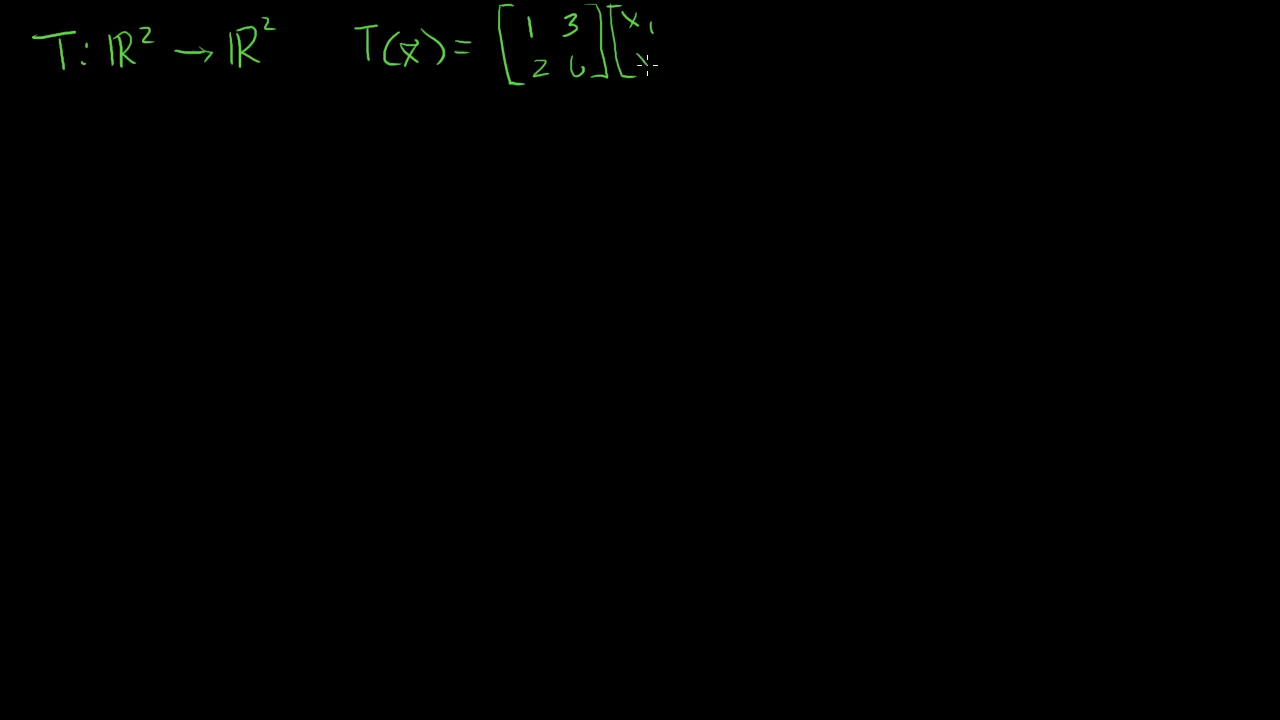 T: ℝ² → ℝ² T(x⃗) = [1 3; 2 6][x₁